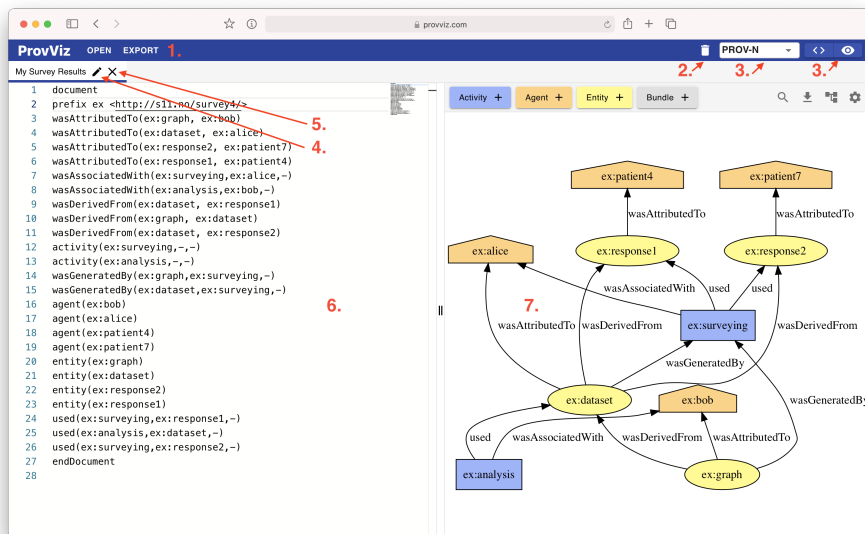 provviz.com
ProvViz OPEN EXPORT 1. PROV-N
2. 3. 3.
My Survey Results
1 document
2 prefix ex <http://s11.no/survey4/>
3 wasAttributedTo(ex:graph, ex:bob)
4 wasAttributedTo(ex:dataset, ex:alice)
5 wasAttributedTo(ex:response2, ex:patient7)
6 wasAttributedTo(ex:response1, ex:patient4)
7 wasAssociatedWith(ex:surveying,ex:alice,-)
8 wasAssociatedWith(ex:analysis,ex:bob,-)
9 wasDerivedFrom(ex:dataset, ex:response1)
10 wasDerivedFrom(ex:graph, ex:dataset)
11 wasDerivedFrom(ex:dataset, ex:response2)
12 activity(ex:surveying,-,-)
13 activity(ex:analysis,-,-)
14 wasGeneratedBy(ex:graph,ex:surveying,-)
15 wasGeneratedBy(ex:dataset,ex:surveying,-)
16 agent(ex:bob)
17 agent(ex:alice)
18 agent(ex:patient4)
19 agent(ex:patient7)
20 entity(ex:graph)
21 entity(ex:dataset)
22 entity(ex:response2)
23 entity(ex:response1)
24 used(ex:surveying,ex:response1,-)
25 used(ex:analysis,ex:dataset,-)
26 used(ex:surveying,ex:response2,-)
27 endDocument
28
5.
4.
6.
Activity + Agent + Entity + Bundle +
ex:patient4 ex:patient7
wasAttributedTo wasAttributedTo
ex:alice ex:response1 ex:response2
wasAssociatedWith used used
7.
wasAttributedTo wasDerivedFrom ex:surveying wasDerivedFrom
wasGeneratedBy
ex:dataset ex:bob wasGeneratedBy
used wasAssociatedWith wasDerivedFrom wasAttributedTo
ex:analysis ex:graph